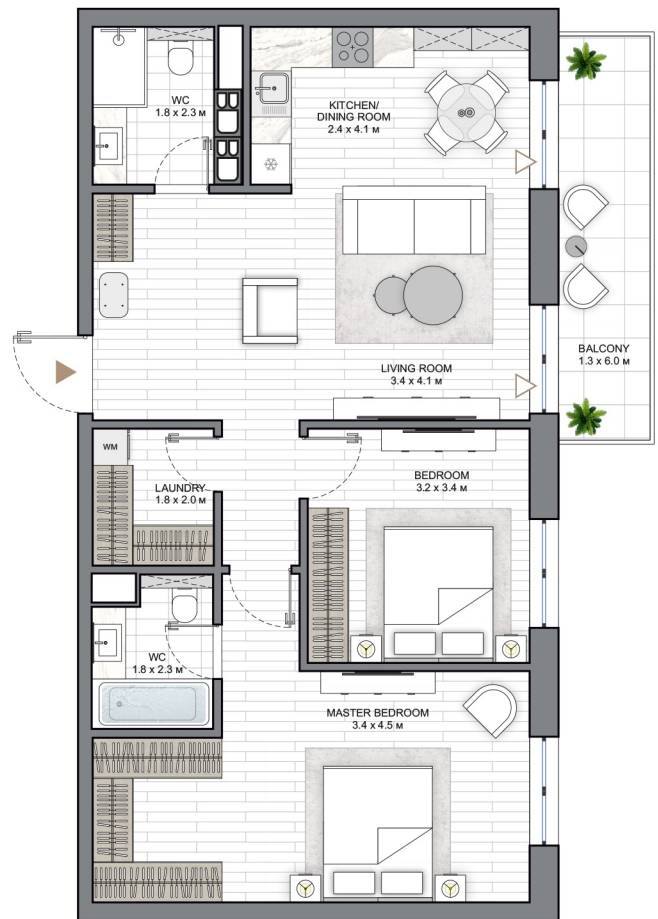 WC
1.8 x 2.3 м
KITCHEN/
DINING ROOM
2.4 x 4.1 м
LIVING ROOM
3.4 x 4.1 м
BALCONY
1.3 x 6.0 м
WM
LAUNDRY
1.8 x 2.0 м
BEDROOM
3.2 x 3.4 м
WC
1.8 x 2.3 м
MASTER BEDROOM
3.4 x 4.5 м